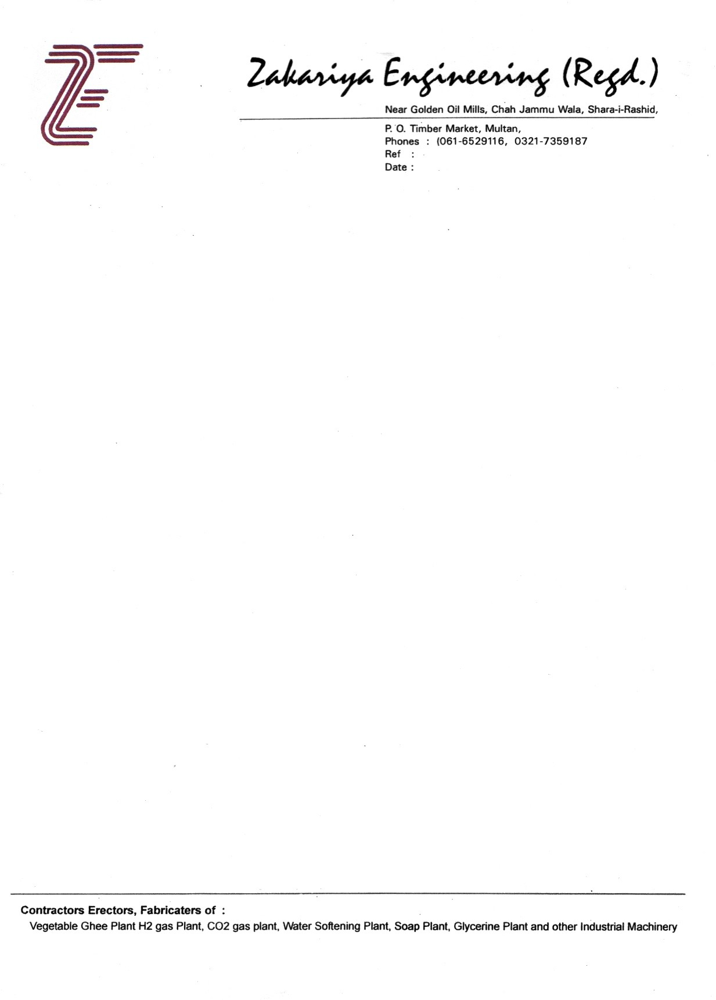 ZE
Zakariya Engineering (Regd.)
Near Golden Oil Mills, Chah Jammu Wala, Shara-i-Rashid,
P. O. Timber Market, Multan,
Phones : (061-6529116, 0321-7359187
Ref :
Date :
Contractors Erectors, Fabricaters of :
Vegetable Ghee Plant H2 gas Plant, CO2 gas plant, Water Softening Plant, Soap Plant, Glycerine Plant and other Industrial Machinery